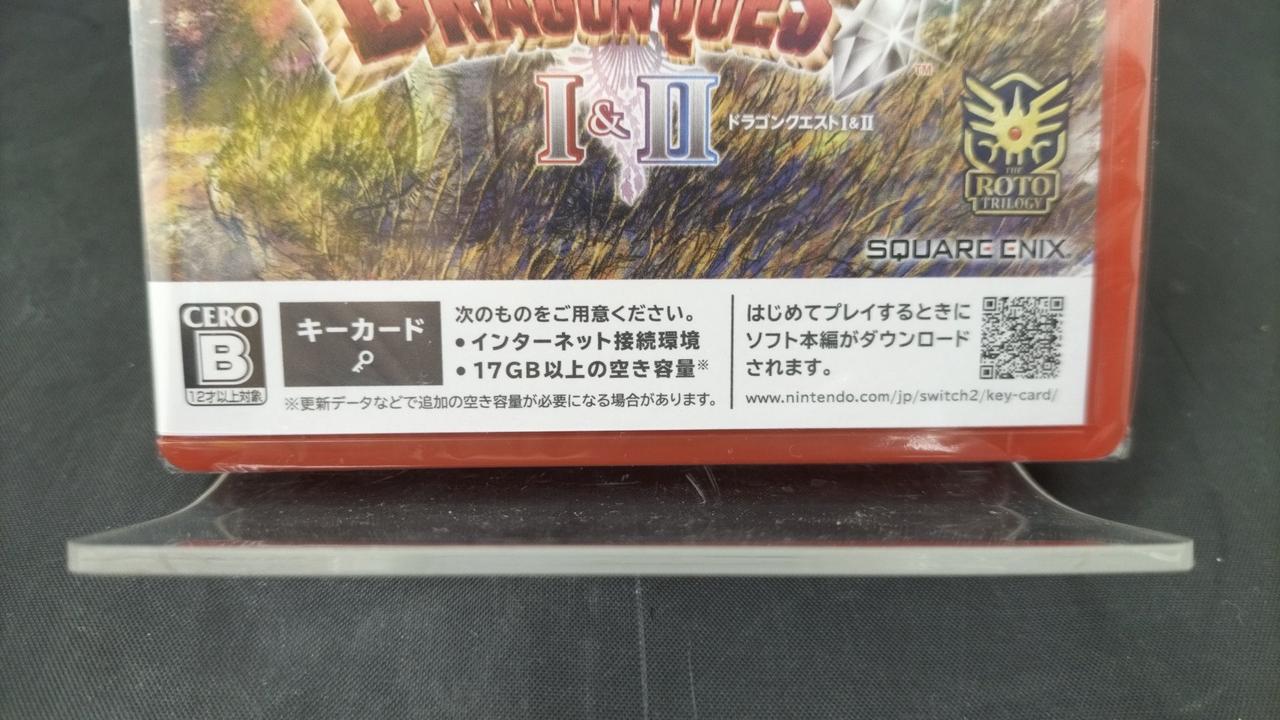 DRAGON QUEST
I & II
ドラゴンクエストI&II
TM
THE
ROTO
TRILOGY
SQUARE ENIX.
CERO
B
12才以上対象
キーカード
次のものをご用意ください。
•インターネット接続環境
•17GB以上の空き容量※
※更新データなどで追加の空き容量が必要になる場合があります。
はじめてプレイするときに
ソフト本編がダウンロード
されます。
www.nintendo.com/jp/switch2/key-card/